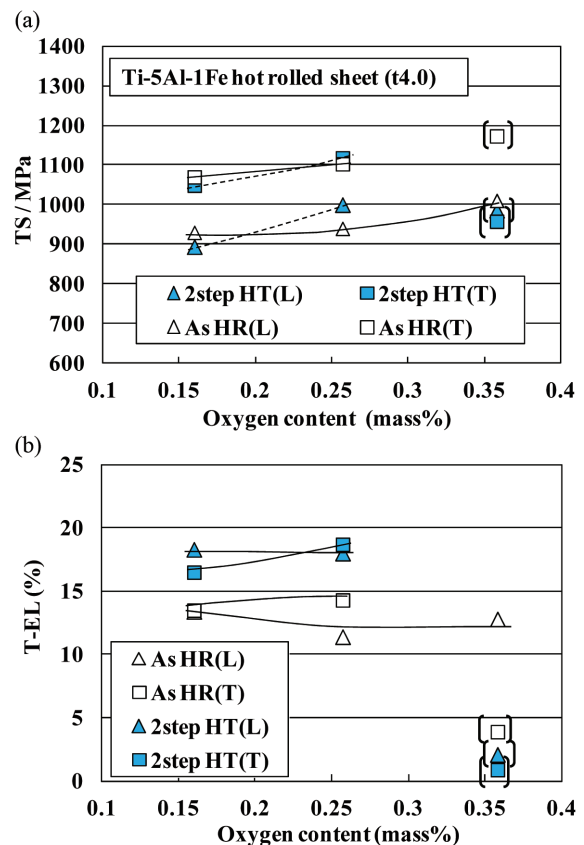 (a)
1400
1300
1200
1100
1000
900
800
700
600
TS / MPa
Ti-5Al-1Fe hot rolled sheet (t4.0)
2step HT(L) 2step HT(T)
As HR(L) As HR(T)
0.1 0.15 0.2 0.25 0.3 0.35 0.4
Oxygen content (mass%)
(b)
25
20
15
10
5
0
T-EL (%)
As HR(L)
As HR(T)
2step HT(L)
2step HT(T)
0.1 0.15 0.2 0.25 0.3 0.35 0.4
Oxygen content (mass%)